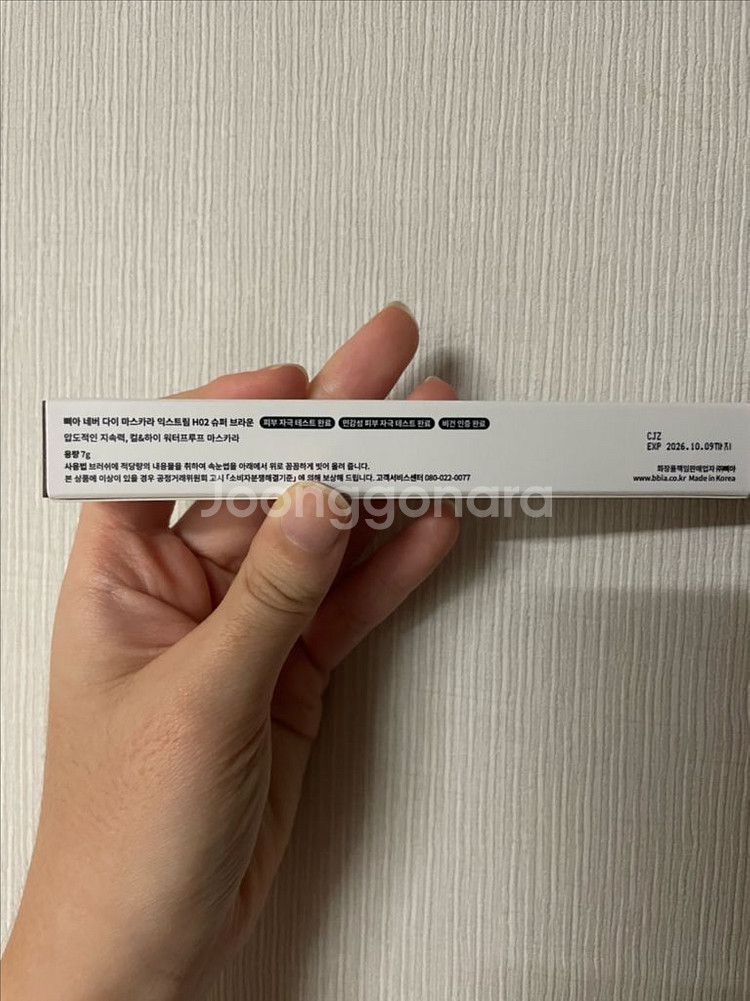 삐아 네버 다이 마스카라 익스트림 H02 슈퍼 브라운 피부 자극 테스트 완료 민감성 피부 자극 테스트 완료 비건 인증 완료
압도적인 지속력, 컬&하이 워터프루프 마스카라
용량 7g
사용법 브러쉬에 적당량의 내용물을 취하여 속눈썹을 아래에서 위로 꼼꼼하게 빗어 올려 줍니다.
본 상품에 이상이 있을 경우 공정거래위원회 고시 「소비자분쟁해결기준」에 의해 보상해 드립니다. 고객서비스센터 080-022-0077
CJZ
EXP 2026.10.09까지
화장품책임판매업자 ㈜삐아
www.bbia.co.kr Made in Korea
Joonggonara